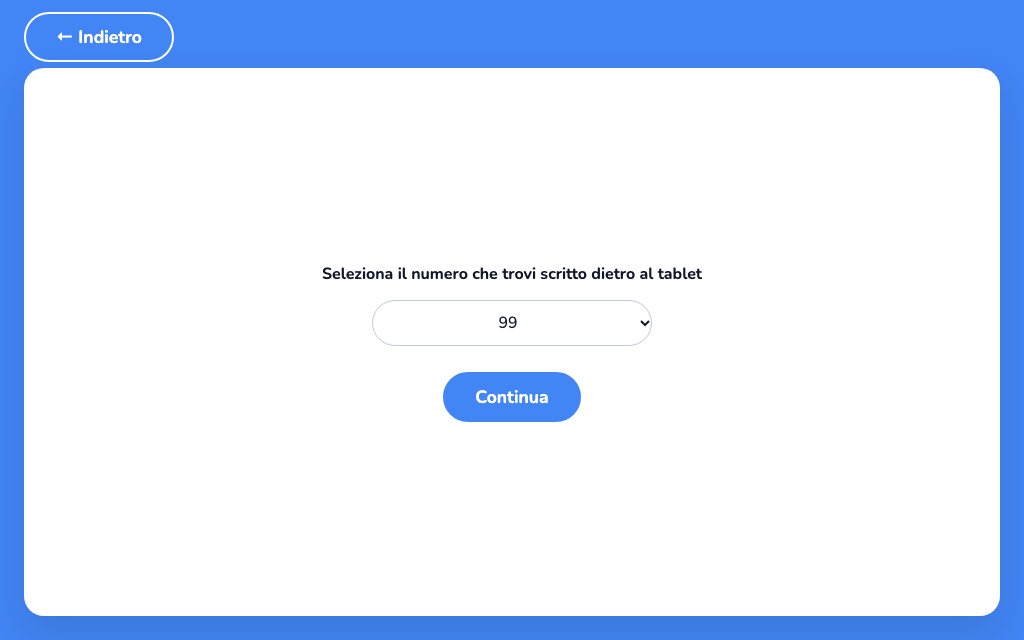 ← Indietro
Seleziona il numero che trovi scritto dietro al tablet
99
Continua